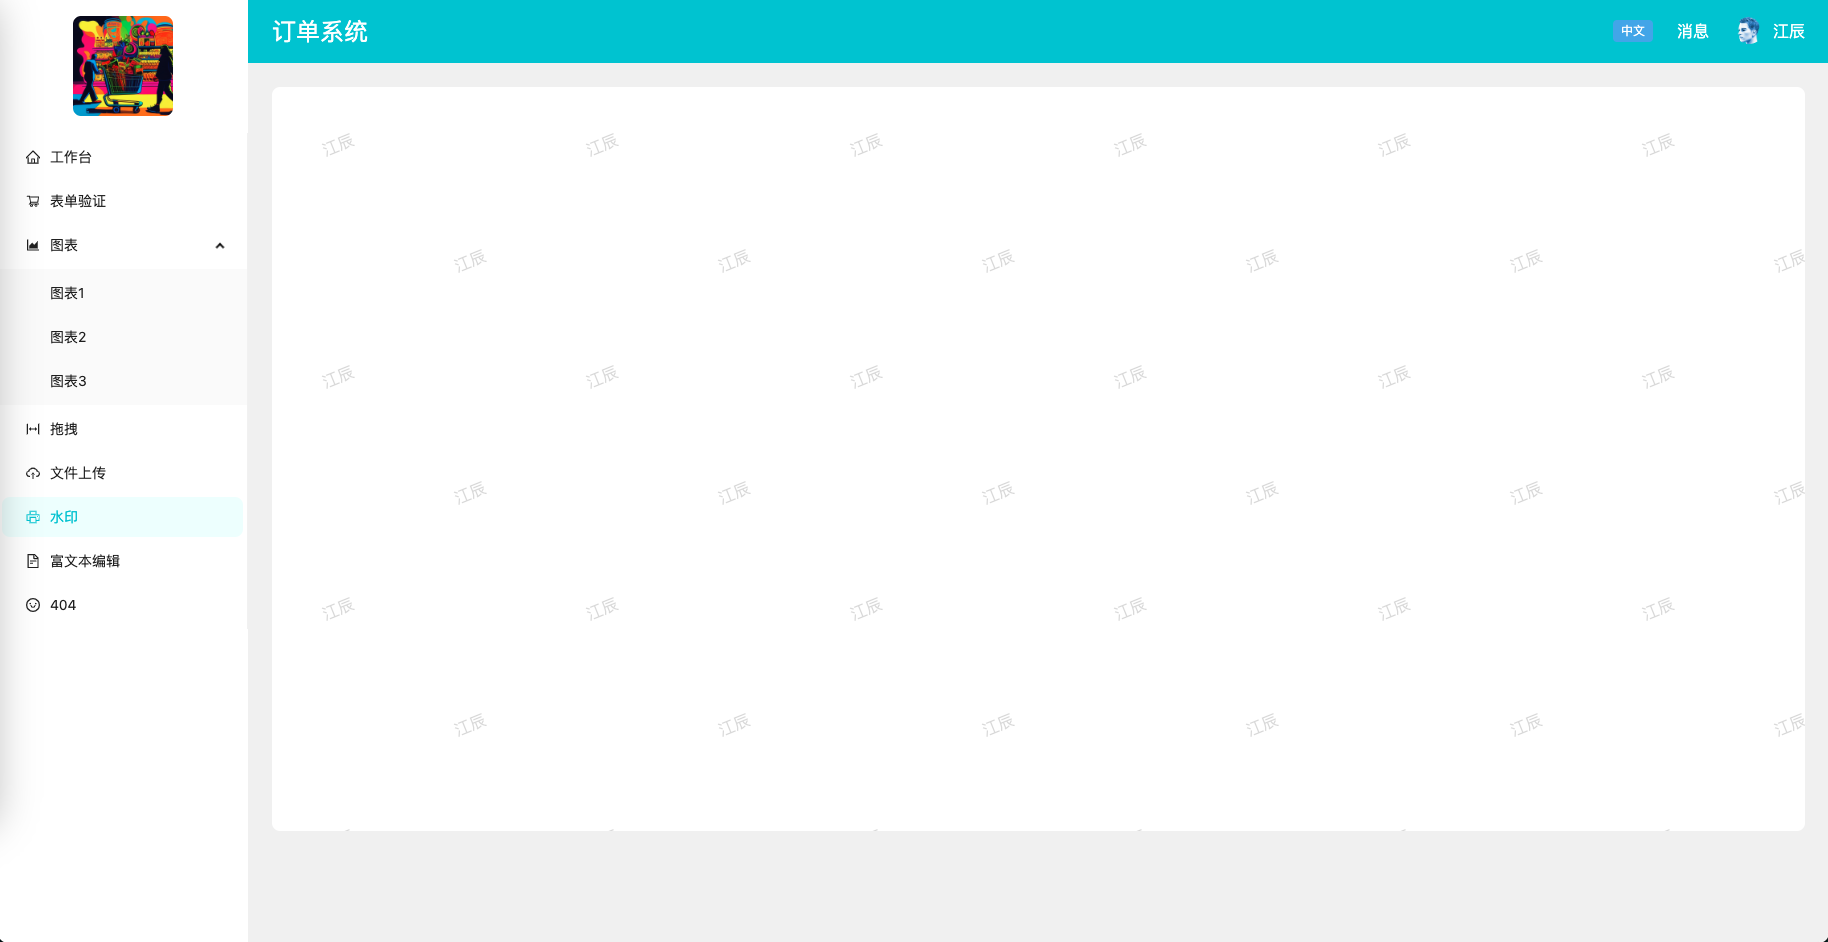 订单系统
中文
消息
江辰
工作台
表单验证
图表
图表1
图表2
图表3
拖拽
文件上传
水印
富文本编辑
404
江辰 江辰 江辰 江辰 江辰 江辰
江辰 江辰 江辰 江辰 江辰 江辰
江辰 江辰 江辰 江辰 江辰 江辰
江辰 江辰 江辰 江辰 江辰 江辰
江辰 江辰 江辰 江辰 江辰 江辰
江辰 江辰 江辰 江辰 江辰 江辰